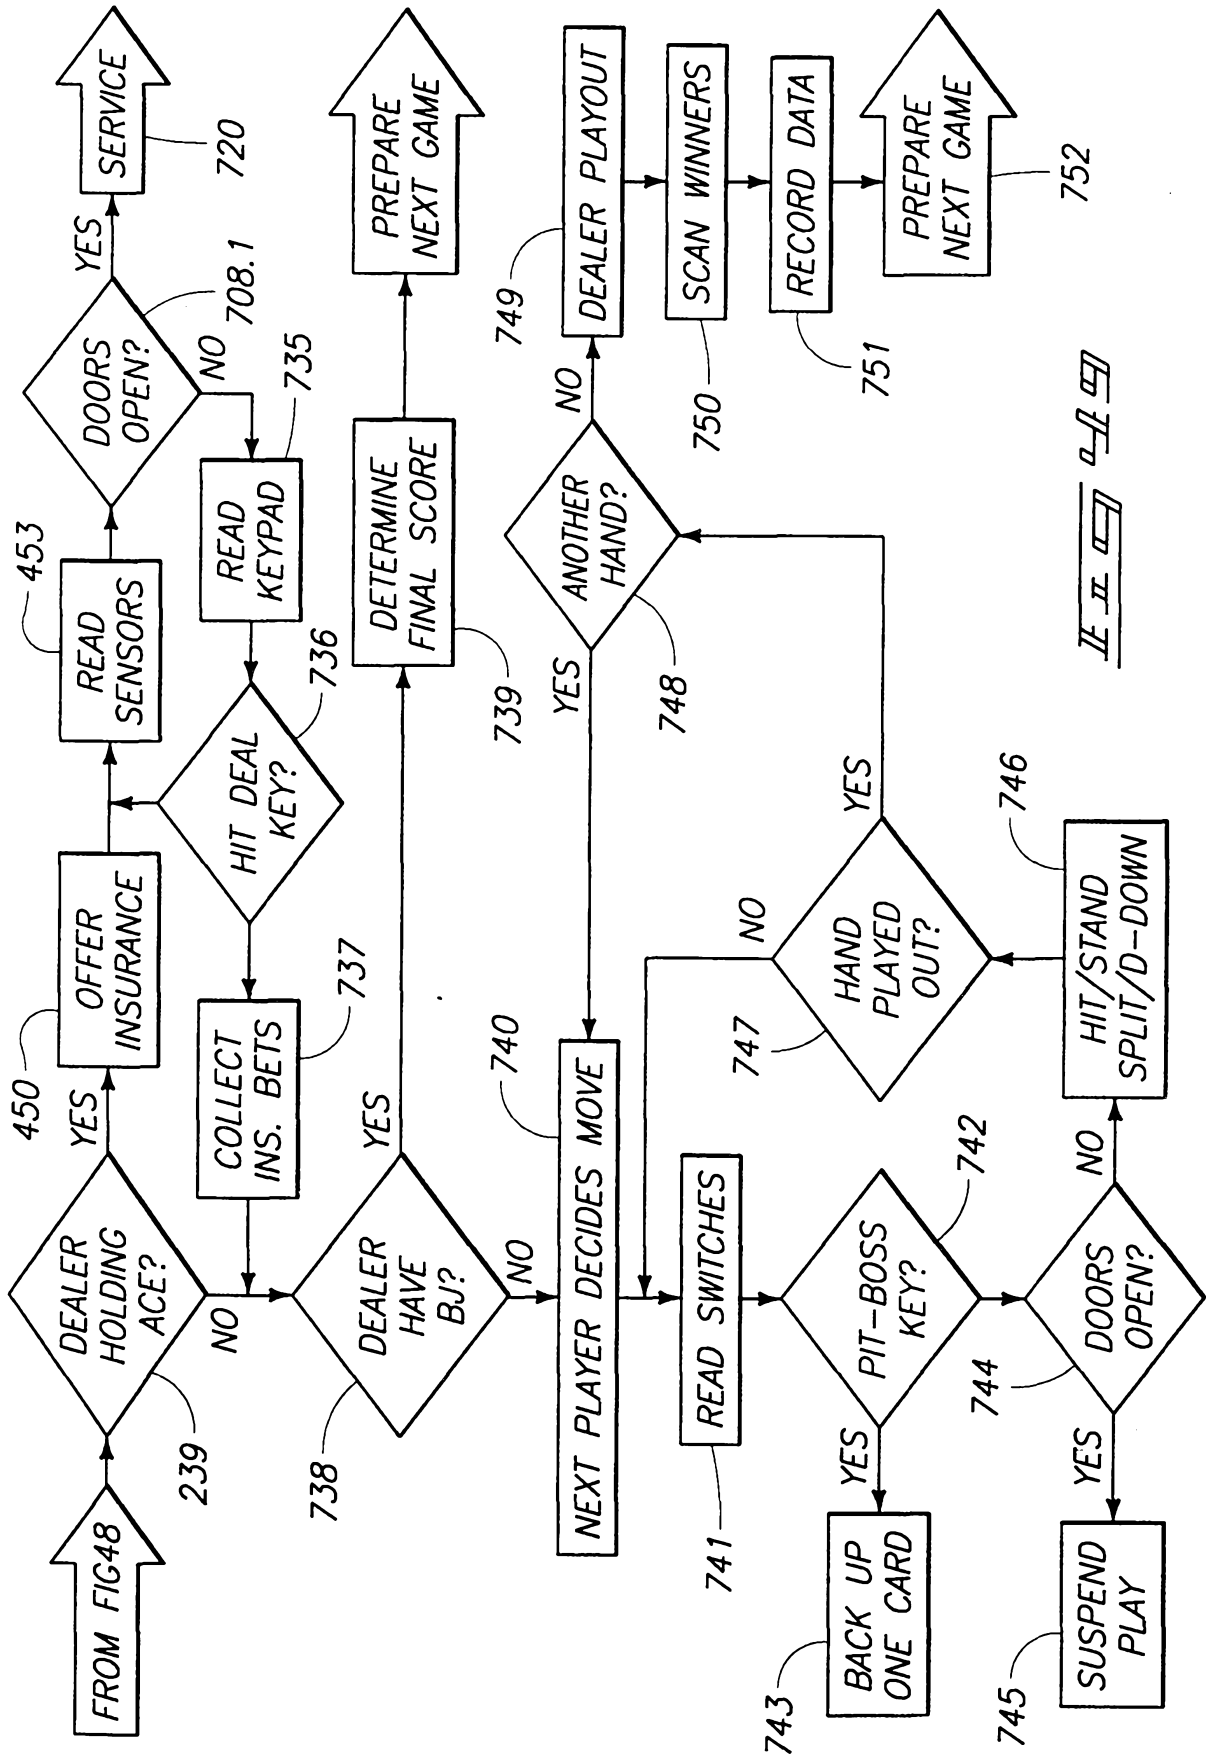 FROM FIG48
DEALER
HOLDING
ACE?
239
YES
NO
OFFER
INSURANCE
450
READ
SENSORS
453
DOORS
OPEN?
708.1
YES
NO
SERVICE
720
READ
KEYPAD
735
HIT DEAL
KEY?
736
COLLECT
INS. BETS
737
DEALER
HAVE
BJ?
738
YES
NO
DETERMINE
FINAL SCORE
739
PREPARE
NEXT GAME
NEXT PLAYER DECIDES MOVE
740
READ SWITCHES
741
PIT-BOSS
KEY?
742
YES
BACK UP
ONE CARD
743
DOORS
OPEN?
744
YES
NO
SUSPEND
PLAY
745
HIT/STAND
SPLIT/D-DOWN
746
HAND
PLAYED
OUT?
747
NO
YES
ANOTHER
HAND?
748
YES
NO
DEALER PLAYOUT
749
SCAN WINNERS
750
RECORD DATA
751
PREPARE
NEXT GAME
752
FIG 49